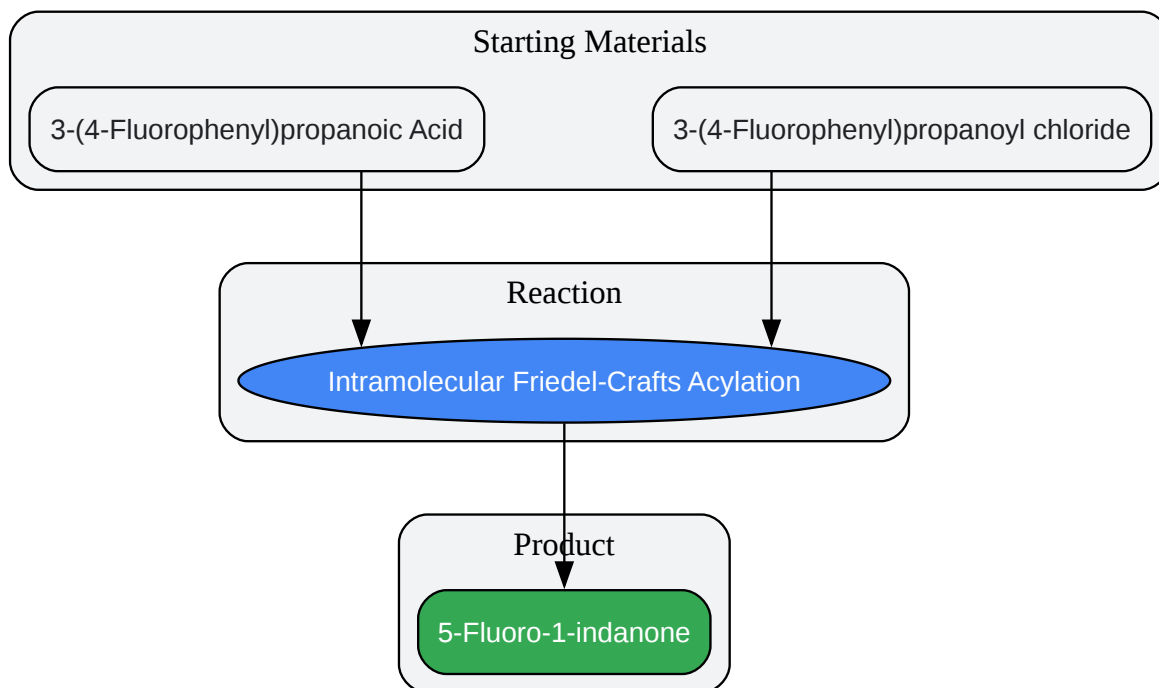 Starting Materials
3-(4-Fluorophenyl)propanoic Acid
3-(4-Fluorophenyl)propanoyl chloride
Reaction
Intramolecular Friedel-Crafts Acylation
Product
5-Fluoro-1-indanone